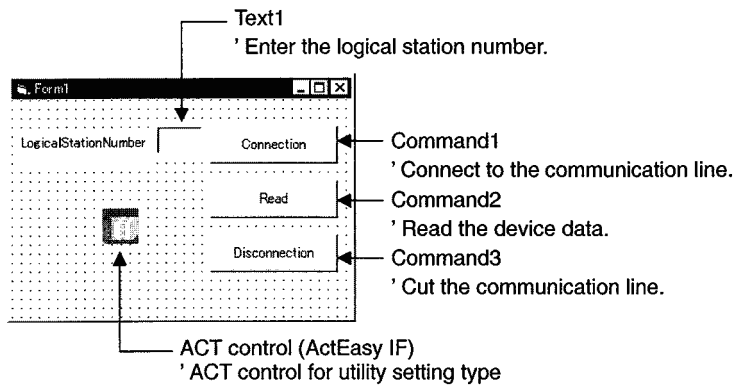 Text1
' Enter the logical station number.
Form1
LogicalStationNumber
Connection
Command1
' Connect to the communication line.
Read
Command2
' Read the device data.
Disconnection
Command3
' Cut the communication line.
ACT control (ActEasy IF)
' ACT control for utility setting type